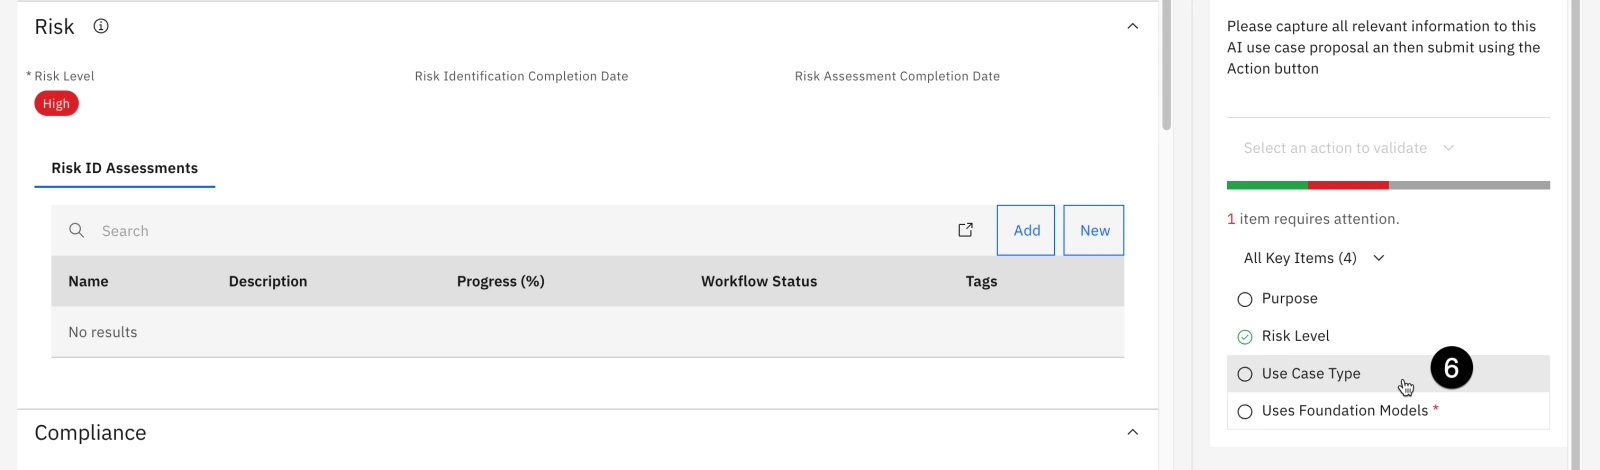 Risk
* Risk Level
Risk Identification Completion Date
Risk Assessment Completion Date
High
Risk ID Assessments
Search
Add
New
Name
Description
Progress (%)
Workflow Status
Tags
No results
Compliance
Please capture all relevant information to this
AI use case proposal an then submit using the
Action button
Select an action to validate
1 item requires attention.
All Key Items (4)
Purpose
Risk Level
Use Case Type
6
Uses Foundation Models *